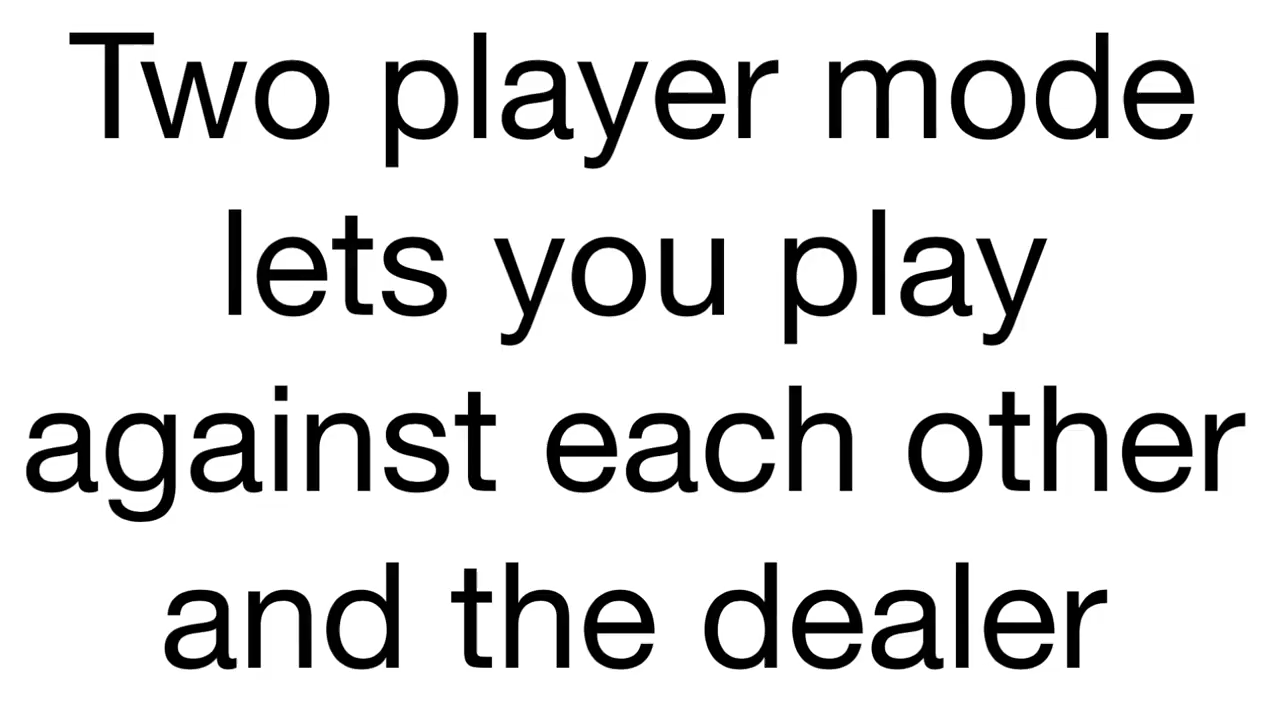 Two player mode
lets you play
against each other
and the dealer